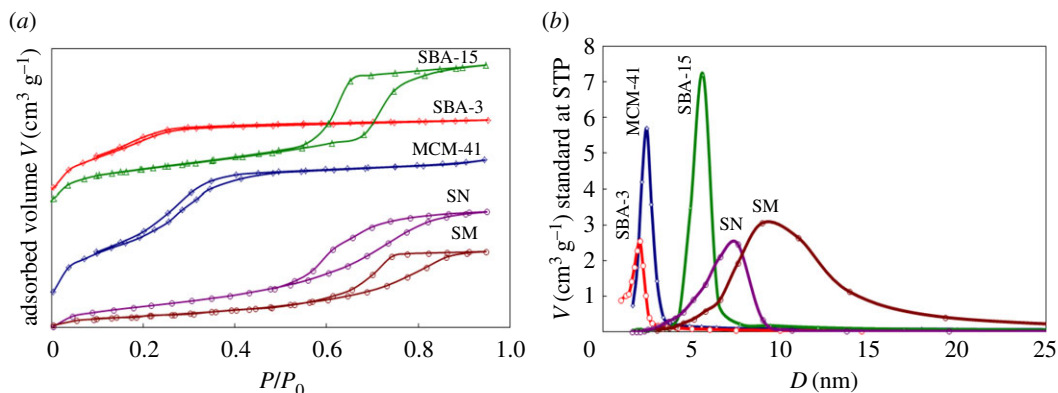 (a)
adsorbed volume V (cm³ g⁻¹)
SBA-15
SBA-3
MCM-41
SN
SM
0 0.2 0.4 0.6 0.8 1.0
P/P₀
(b)
V (cm³ g⁻¹) standard at STP
8
7
6
5
4
3
2
1
SBA-3
MCM-41
SBA-15
SN
SM
0 5 10 15 20 25
D (nm)